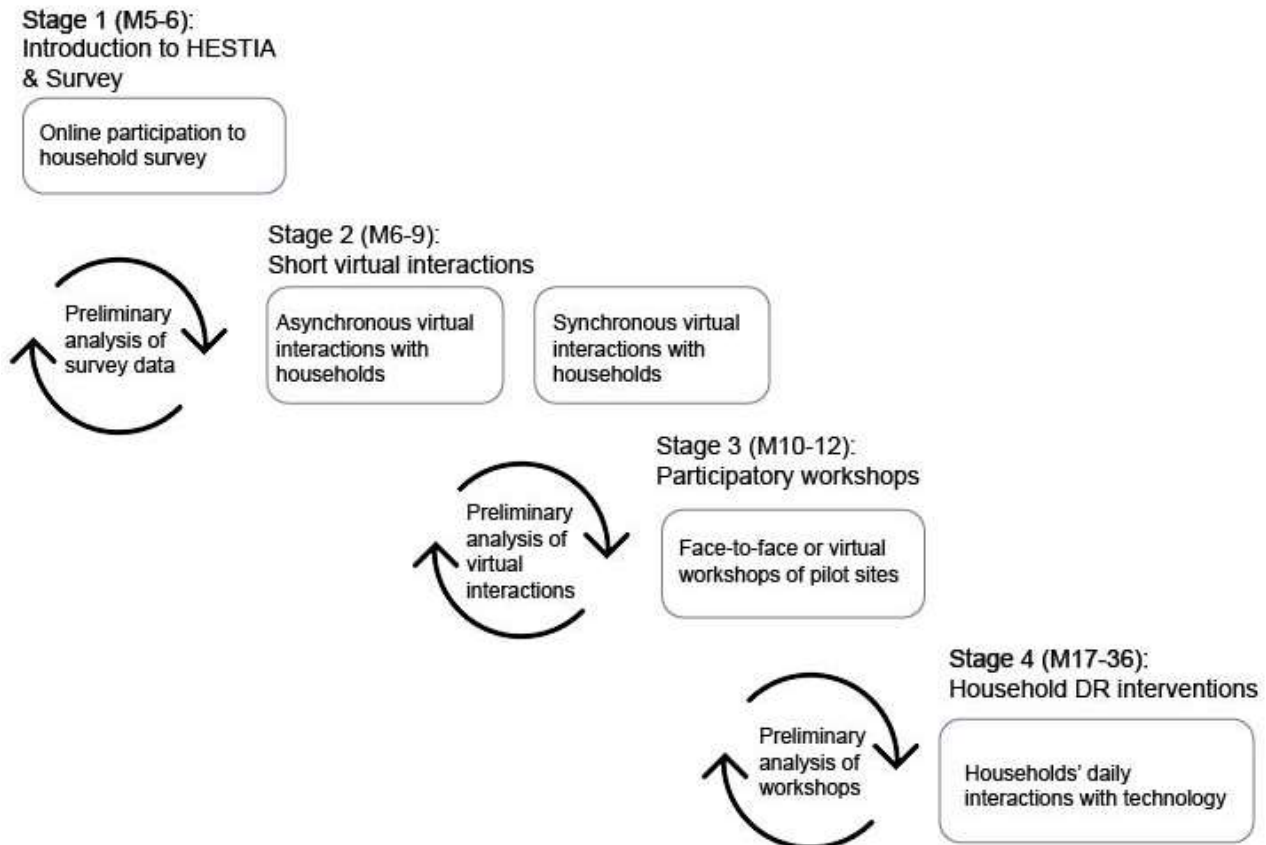 Stage 1 (M5-6):
Introduction to HESTIA
& Survey
Online participation to
household survey
Stage 2 (M6-9):
Short virtual interactions
Preliminary
analysis of
survey data
Asynchronous virtual
interactions with
households
Synchronous virtual
interactions with
households
Stage 3 (M10-12):
Participatory workshops
Preliminary
analysis of
virtual
interactions
Face-to-face or virtual
workshops of pilot sites
Stage 4 (M17-36):
Household DR interventions
Preliminary
analysis of
workshops
Households' daily
interactions with technology